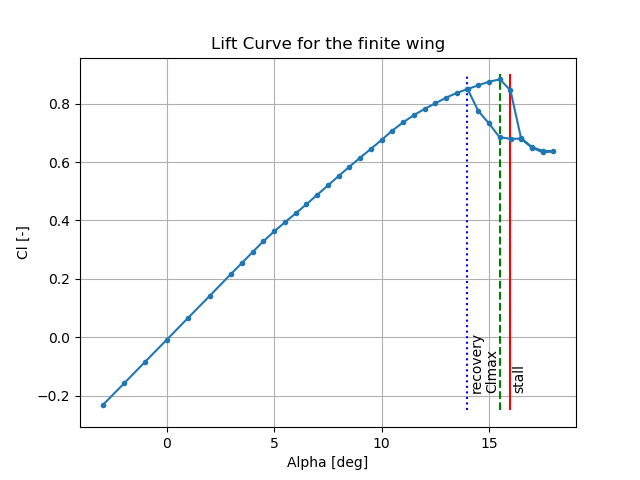 Lift Curve for the finite wing
Cl [-]
0.8
0.6
0.4
0.2
0.0
−0.2
recovery
Clmax
stall
0
5
10
15
Alpha [deg]